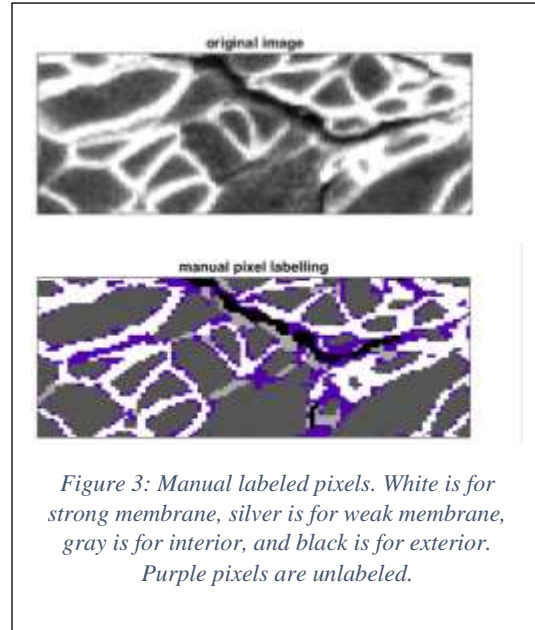 original image
manual pixel labelling
Figure 3: Manual labeled pixels. White is for
strong membrane, silver is for weak membrane,
gray is for interior, and black is for exterior.
Purple pixels are unlabeled.